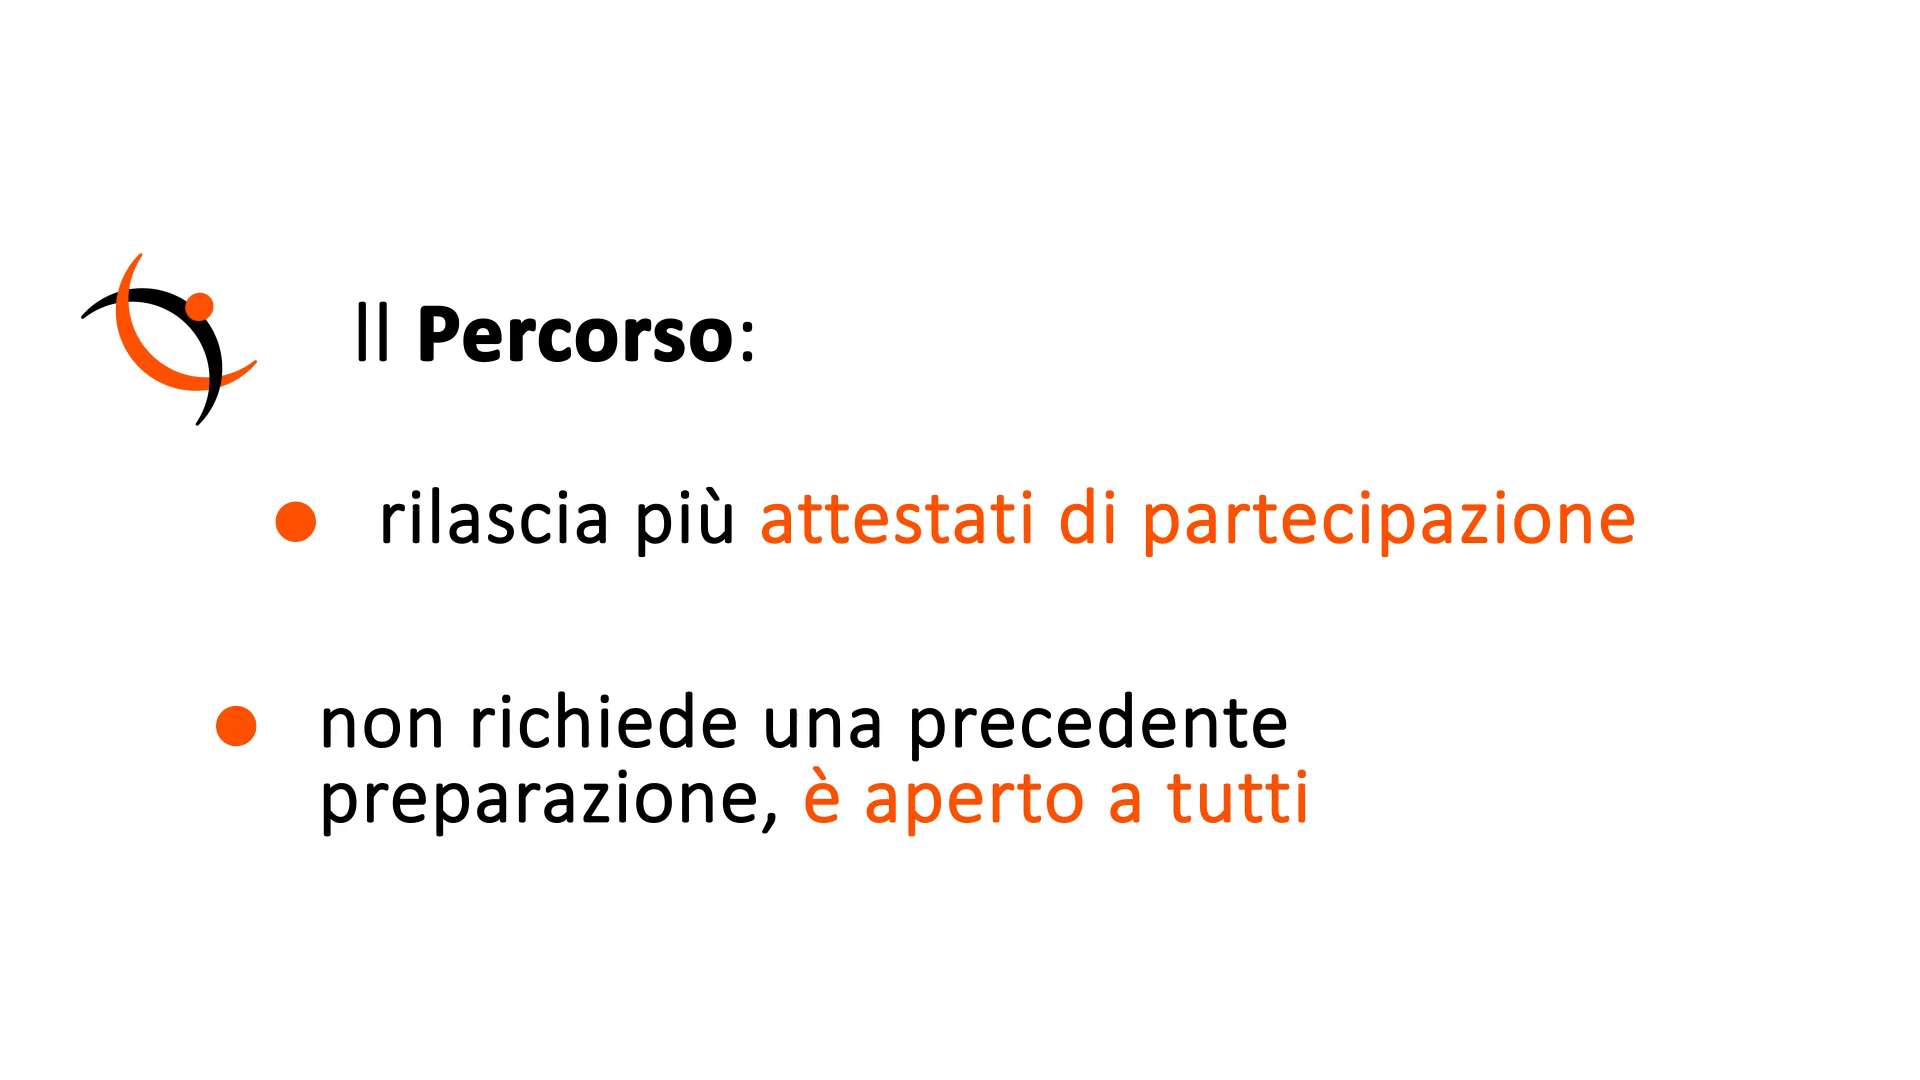 Il Percorso:
rilascia più attestati di partecipazione
non richiede una precedente
preparazione, è aperto a tutti